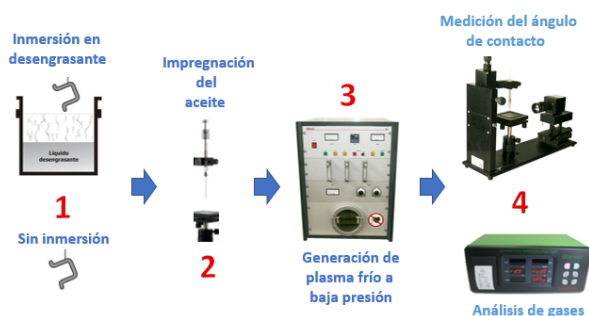 Inmersión en
desengrasante
Líquido
desengrasante
1
Sin inmersión
Impregnación
del
aceite
2
3
Generación de
plasma frío a
baja presión
Medición del ángulo
de contacto
4
Análisis de gases